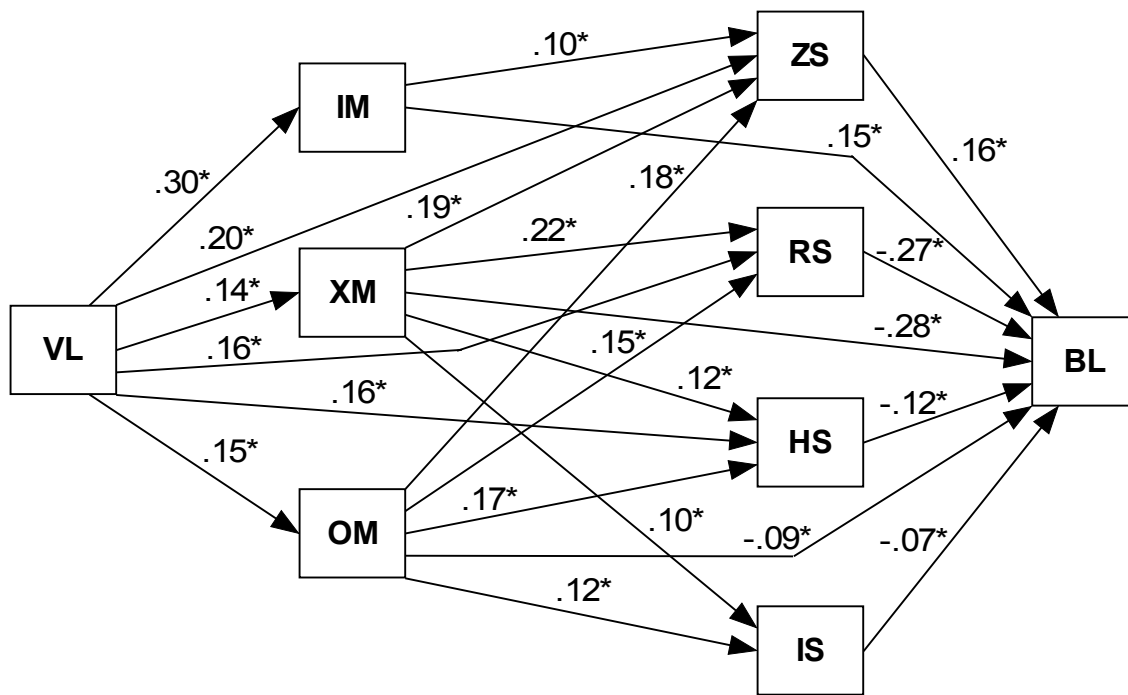 ZS
.10*
IM
.15*
.16*
.18*
.30*
.19*
.20*
.22*
RS
-.27*
XM
.14*
-.28*
VL
.15*
BL
.16*
.12*
.16*
-.12*
HS
.15*
.17*
OM
.10*
-.09*
-.07*
.12*
IS